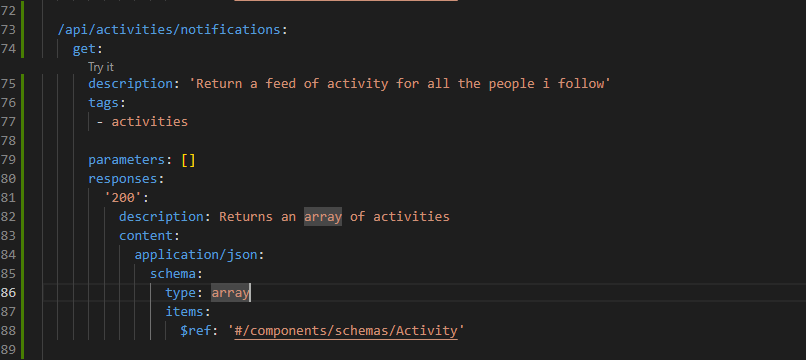 72
73 /api/activities/notifications:
74 get:
Try it
75 description: 'Return a feed of activity for all the people i follow'
76 tags:
77 - activities
78
79 parameters: []
80 responses:
81 '200':
82 description: Returns an array of activities
83 content:
84 application/json:
85 schema:
86 type: array
87 items:
88 $ref: '#/components/schemas/Activity'
89